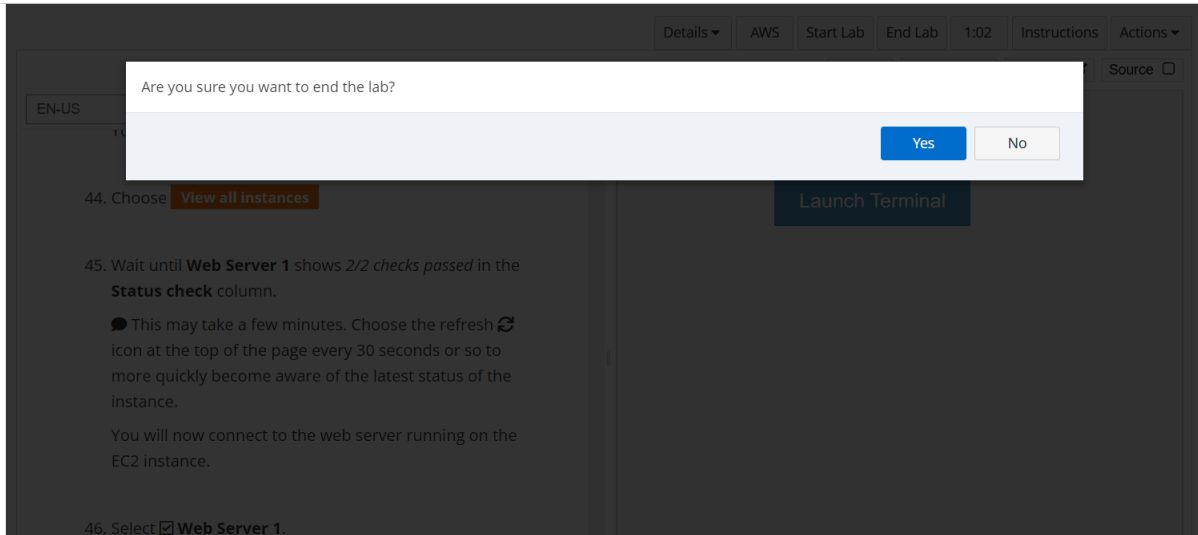 Details AWS Start Lab End Lab 1:02 Instructions Actions
Source
Are you sure you want to end the lab?
EN-US
Yes No
44. Choose View all instances
Launch Terminal
45. Wait until Web Server 1 shows 2/2 checks passed in the
Status check column.
This may take a few minutes. Choose the refresh
icon at the top of the page every 30 seconds or so to
more quickly become aware of the latest status of the
instance.
You will now connect to the web server running on the
EC2 instance.
46. Select Web Server 1.